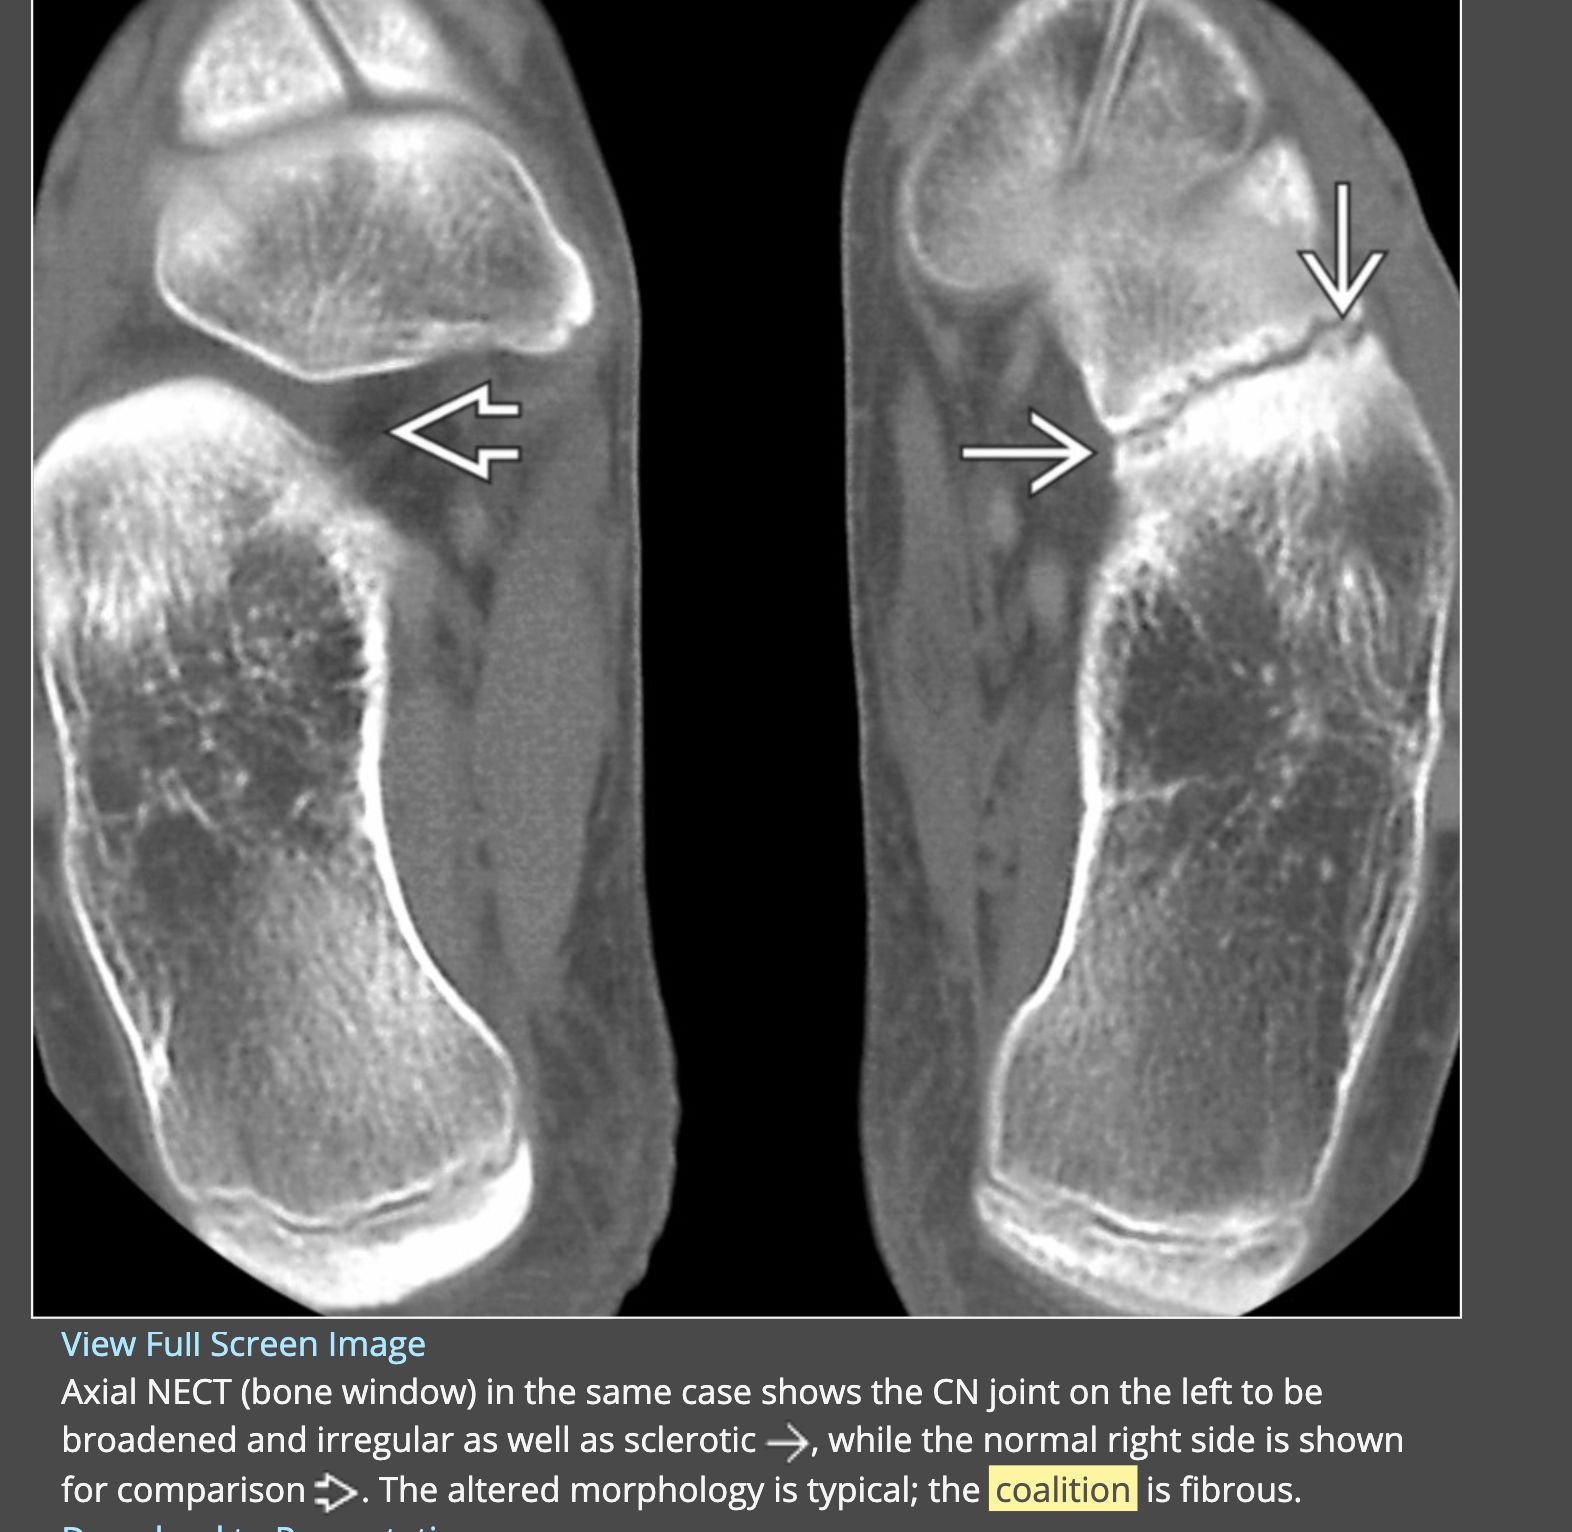 View Full Screen Image
Axial NECT (bone window) in the same case shows the CN joint on the left to be
broadened and irregular as well as sclerotic →, while the normal right side is shown
for comparison ⇨. The altered morphology is typical; the coalition is fibrous.